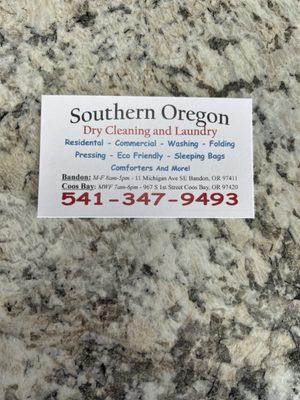 Southern Oregon
Dry Cleaning and Laundry
Residental - Commercial - Washing - Folding
Pressing - Eco Friendly - Sleeping Bags
Comforters And More!
Bandon: M-F 8am-5pm - 11 Michigan Ave SE Bandon, OR 97411
Coos Bay: MWF 7am-6pm - 967 S 1st Street Coos Bay, OR 97420
541-347-9493